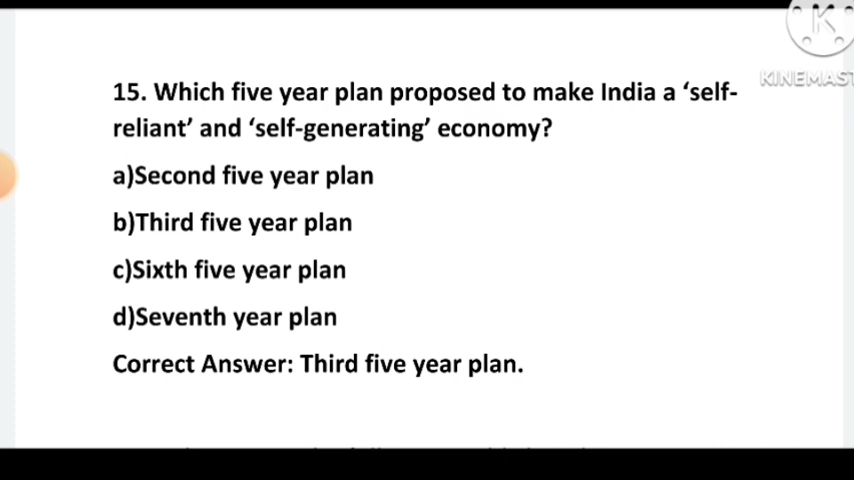 K
KINEMAST
15. Which five year plan proposed to make India a ‘self-
reliant’ and ‘self-generating’ economy?
a)Second five year plan
b)Third five year plan
c)Sixth five year plan
d)Seventh year plan
Correct Answer: Third five year plan.